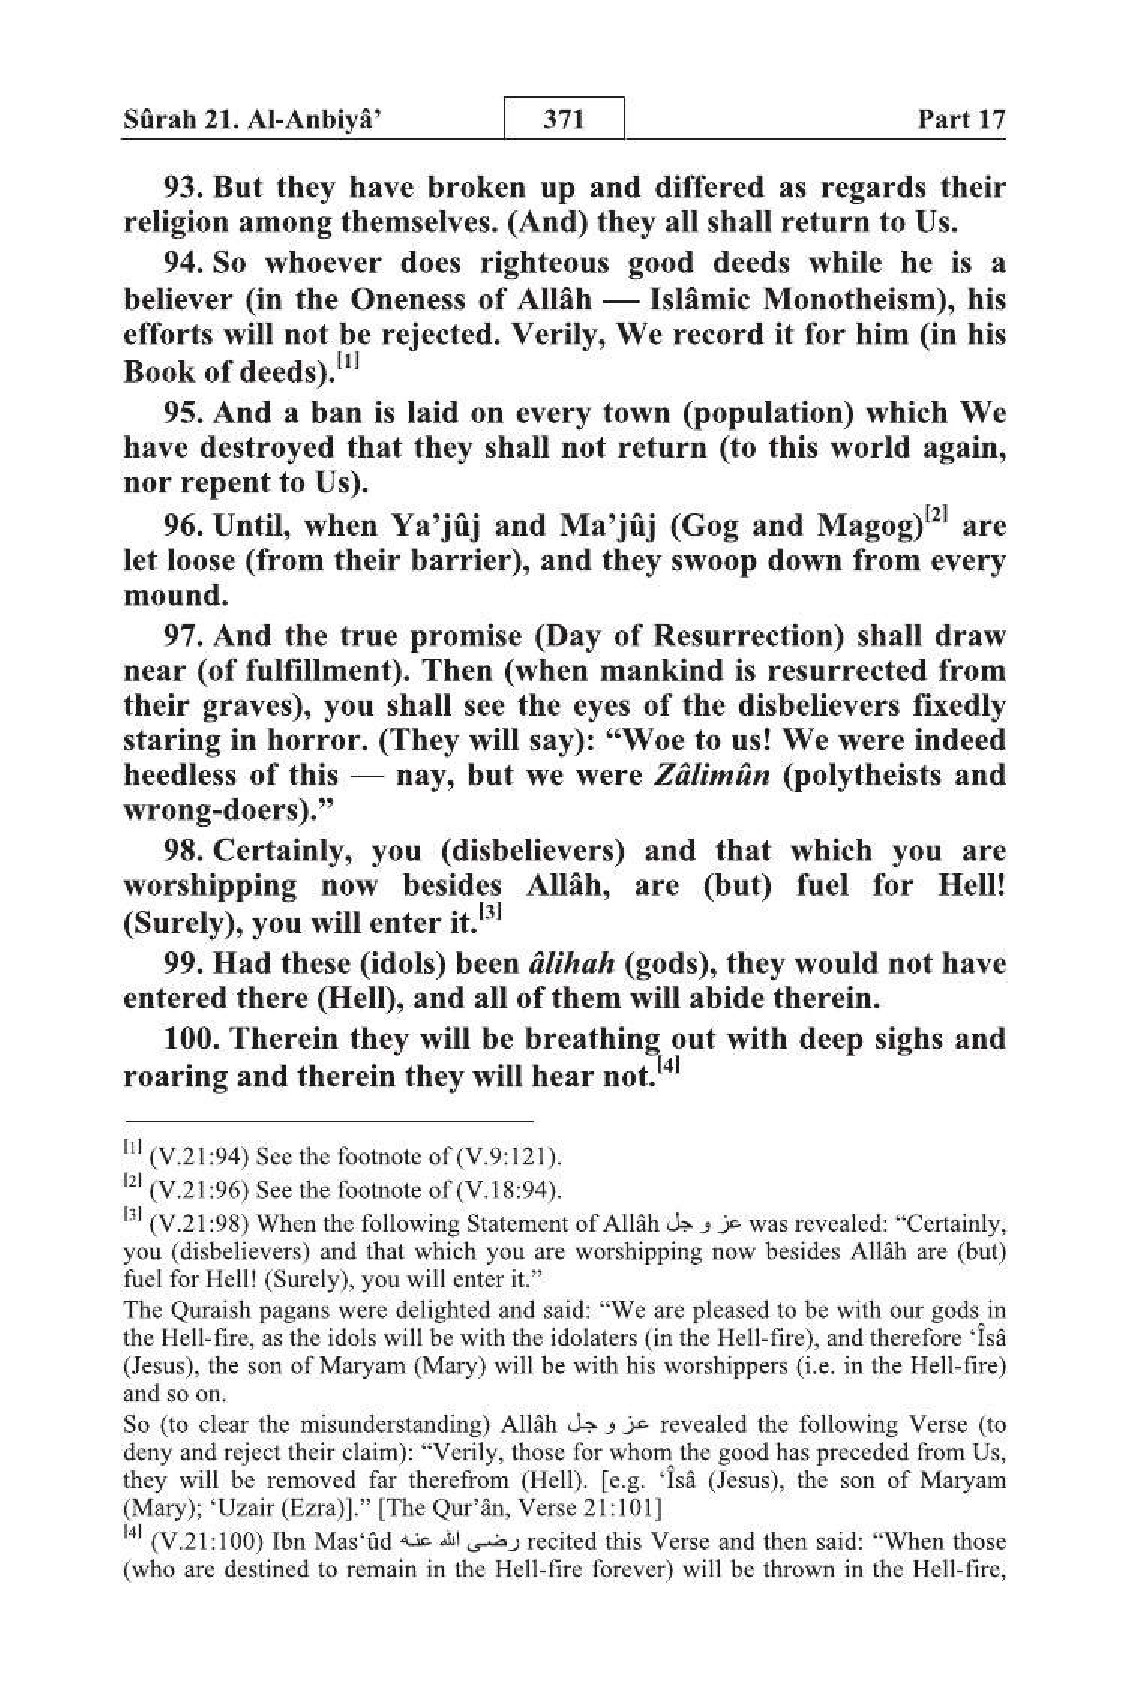 Sûrah 21. Al-Anbiyâ’ 371 Part 17
93. But they have broken up and differed as regards their
religion among themselves. (And) they all shall return to Us.
94. So whoever does righteous good deeds while he is a
believer (in the Oneness of Allâh — Islâmic Monotheism), his
efforts will not be rejected. Verily, We record it for him (in his
Book of deeds).[1]
95. And a ban is laid on every town (population) which We
have destroyed that they shall not return (to this world again,
nor repent to Us).
96. Until, when Ya’jûj and Ma’jûj (Gog and Magog)[2] are
let loose (from their barrier), and they swoop down from every
mound.
97. And the true promise (Day of Resurrection) shall draw
near (of fulfillment). Then (when mankind is resurrected from
their graves), you shall see the eyes of the disbelievers fixedly
staring in horror. (They will say): “Woe to us! We were indeed
heedless of this — nay, but we were Zâlimûn (polytheists and
wrong-doers).”
98. Certainly, you (disbelievers) and that which you are
worshipping now besides Allâh, are (but) fuel for Hell!
(Surely), you will enter it.[3]
99. Had these (idols) been âlihah (gods), they would not have
entered there (Hell), and all of them will abide therein.
100. Therein they will be breathing out with deep sighs and
roaring and therein they will hear not.[4]
[1] (V.21:94) See the footnote of (V.9:121).
[2] (V.21:96) See the footnote of (V.18:94).
[3] (V.21:98) When the following Statement of Allâh عز و جل was revealed: “Certainly,
you (disbelievers) and that which you are worshipping now besides Allâh are (but)
fuel for Hell! (Surely), you will enter it.”
The Quraish pagans were delighted and said: “We are pleased to be with our gods in
the Hell-fire, as the idols will be with the idolaters (in the Hell-fire), and therefore ‘Îsâ
(Jesus), the son of Maryam (Mary) will be with his worshippers (i.e. in the Hell-fire)
and so on.
So (to clear the misunderstanding) Allâh عز و جل revealed the following Verse (to
deny and reject their claim): “Verily, those for whom the good has preceded from Us,
they will be removed far therefrom (Hell). [e.g. ‘Îsâ (Jesus), the son of Maryam
(Mary); ‘Uzair (Ezra)].” [The Qur’ân, Verse 21:101]
[4] (V.21:100) Ibn Mas‘ûd رضى الله عنه recited this Verse and then said: “When those
(who are destined to remain in the Hell-fire forever) will be thrown in the Hell-fire,